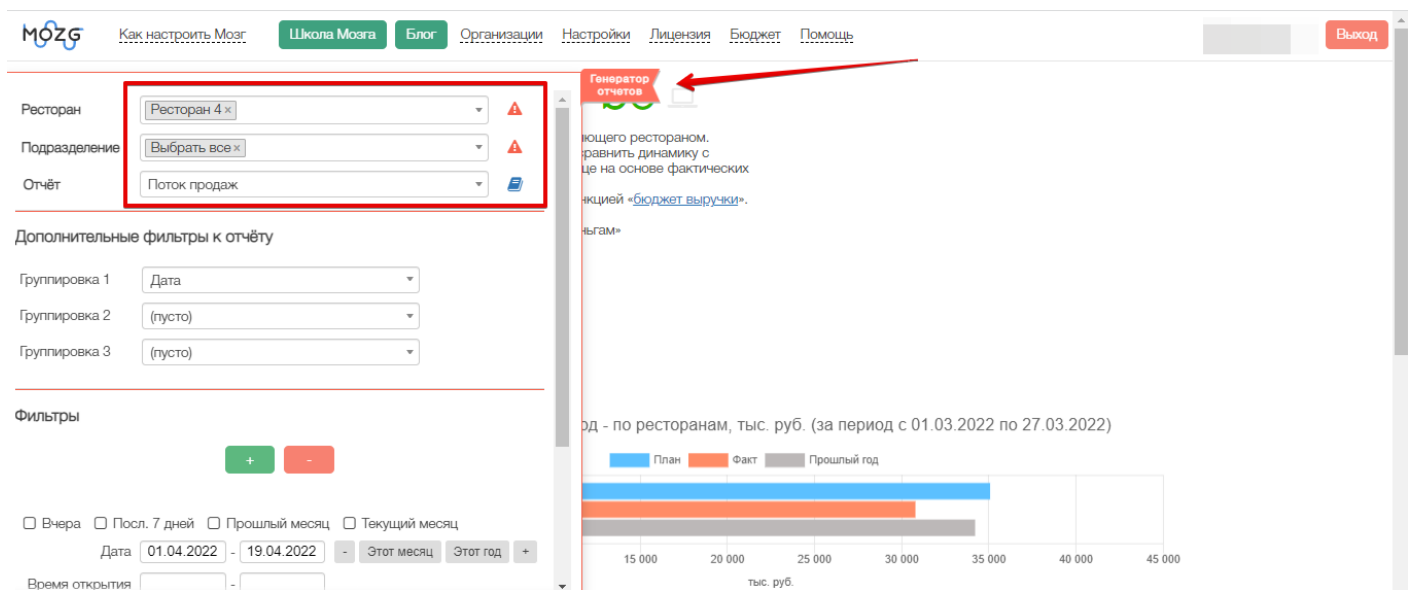 MOZG Как настроить Мозг Школа Мозга Блог Организации Настройки Лицензия Бюджет Помощь Выход
Генератор
отчетов
Ресторан Ресторан 4 ×
Подразделение Выбрать все ×
Отчёт Поток продаж
Дополнительные фильтры к отчёту
Группировка 1 Дата
Группировка 2 (пусто)
Группировка 3 (пусто)
Фильтры
+ -
Вчера Посл. 7 дней Прошлый месяц Текущий месяц
Дата 01.04.2022 - 19.04.2022 - Этот месяц Этот год +
Время открытия -
ющего рестораном.
сравнить динамику с
це на основе фактических
нкцией «бюджет выручки».
ньгам»
од - по ресторанам, тыс. руб. (за период с 01.03.2022 по 27.03.2022)
План Факт Прошлый год
15 000 20 000 25 000 30 000 35 000 40 000 45 000
тыс. руб.